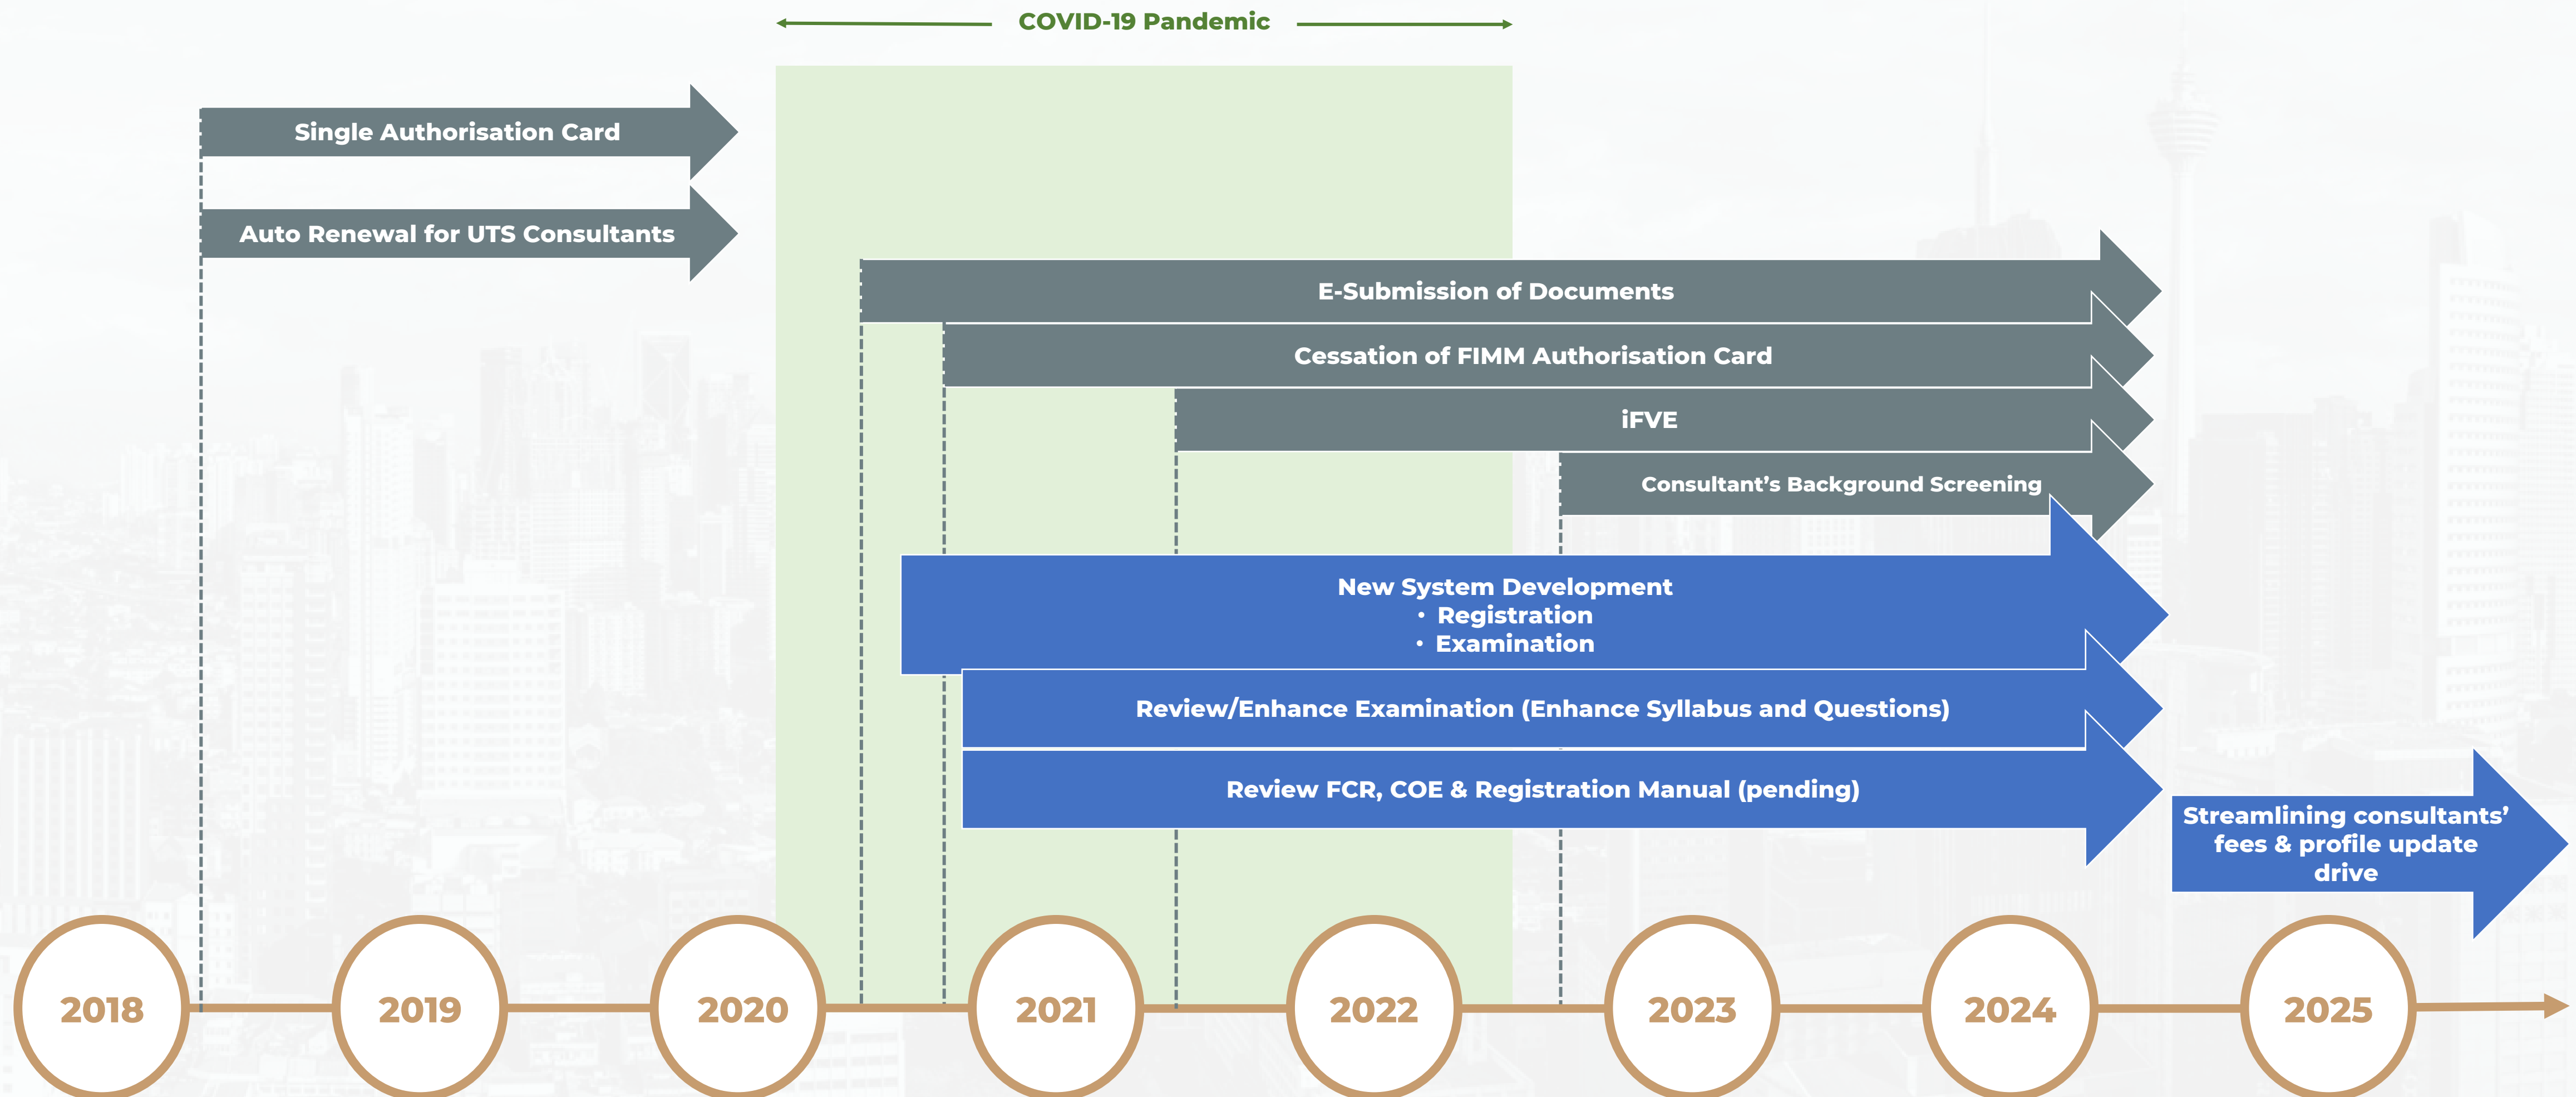 COVID-19 Pandemic
Single Authorisation Card
Auto Renewal for UTS Consultants
E-Submission of Documents
Cessation of FIMM Authorisation Card
iFVE
Consultant’s Background Screening
New System Development
• Registration
• Examination
Review/Enhance Examination (Enhance Syllabus and Questions)
Review FCR, COE & Registration Manual (pending)
Streamlining consultants’
fees & profile update
drive
2018
2019
2020
2021
2022
2023
2024
2025